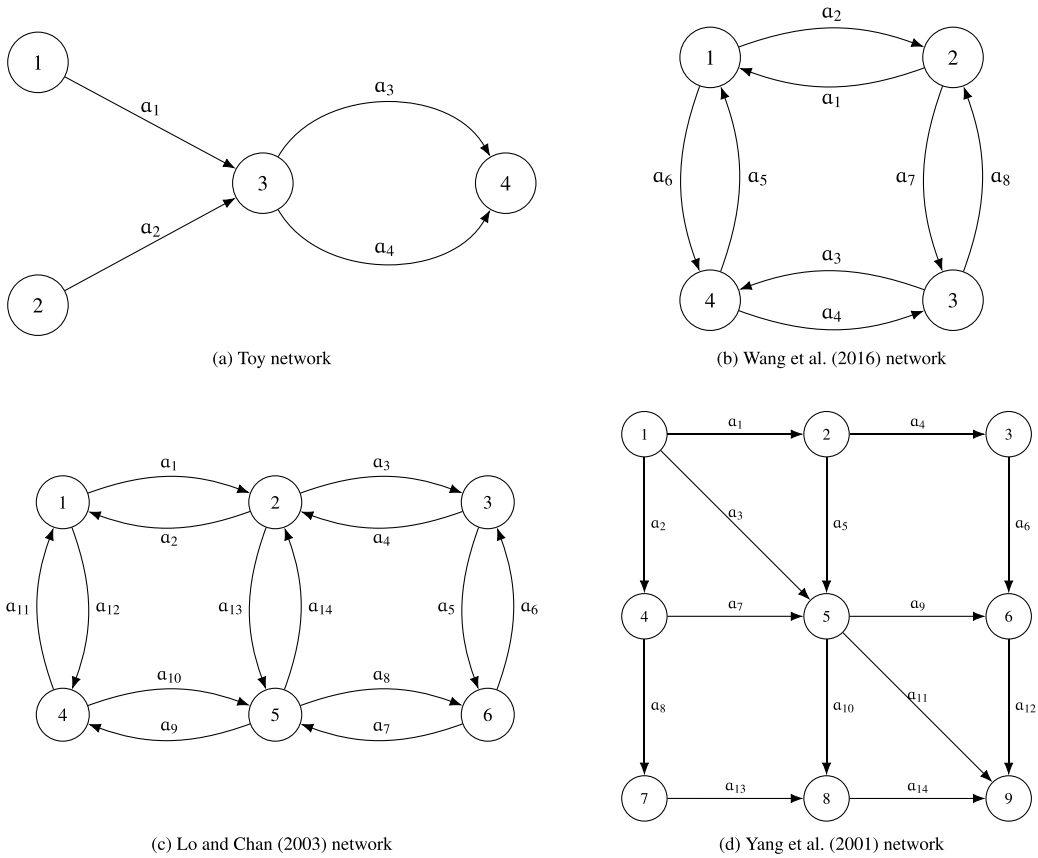 1
a1
a3
3
4
a2
a4
2
(a) Toy network
a2
1
2
a1
a6
a5
a7
a8
a3
4
3
a4
(b) Wang et al. (2016) network
a1
a3
1
2
3
a2
a4
a11
a12
a13
a14
a5
a6
a10
a8
4
5
6
a9
a7
(c) Lo and Chan (2003) network
1
a1
2
a4
3
a2
a3
a5
a6
4
a7
5
a9
6
a8
a10
a11
a12
7
a13
8
a14
9
(d) Yang et al. (2001) network